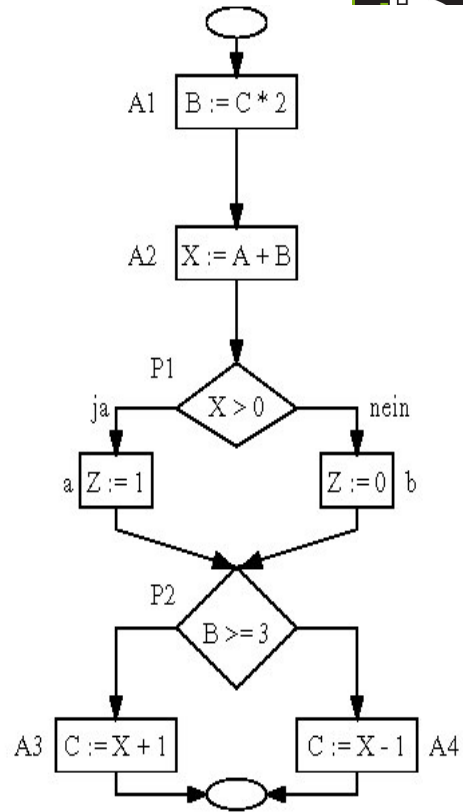 A1 B := C * 2
A2 X := A + B
P1
ja X > 0 nein
a Z := 1 Z := 0 b
P2
B >= 3
A3 C := X + 1 C := X - 1 A4